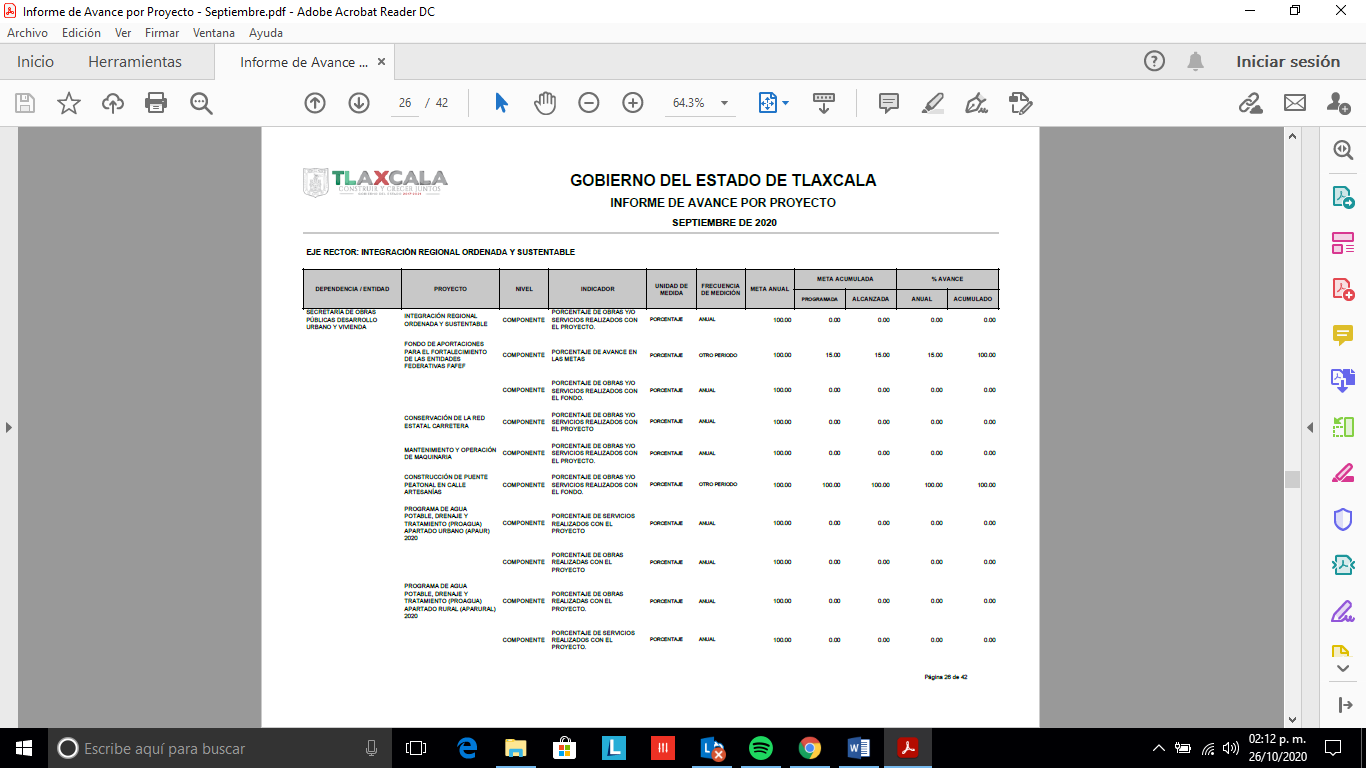 Informe de Avance por Proyecto - Septiembre.pdf - Adobe Acrobat Reader DC
Archivo Edición Ver Firmar Ventana Ayuda
Inicio Herramientas Informe de Avance ... × Iniciar sesión
26 / 42 64.3%
TLAXCALA
CONSTRUIR Y CRECER JUNTOS
GOBIERNO DEL ESTADO DE TLAXCALA
INFORME DE AVANCE POR PROYECTO
SEPTIEMBRE DE 2020
EJE RECTOR: INTEGRACIÓN REGIONAL ORDENADA Y SUSTENTABLE
DEPENDENCIA / ENTIDAD PROYECTO NIVEL INDICADOR UNIDAD DE MEDIDA FRECUENCIA DE MEDICIÓN META ANUAL META ACUMULADA % AVANCE
PROGRAMADA ALCANZADA ANUAL ACUMULADO
SECRETARÍA DE OBRAS PÚBLICAS DESARROLLO URBANO Y VIVIENDA INTEGRACIÓN REGIONAL ORDENADA Y SUSTENTABLE COMPONENTE PORCENTAJE DE OBRAS Y/O SERVICIOS REALIZADOS CON EL PROYECTO. PORCENTAJE ANUAL 100.00 0.00 0.00 0.00 0.00
FONDO DE APORTACIONES PARA EL FORTALECIMIENTO DE LAS ENTIDADES FEDERATIVAS FAFEF COMPONENTE PORCENTAJE DE AVANCE EN LAS METAS PORCENTAJE OTRO PERIODO 100.00 15.00 15.00 15.00 100.00
COMPONENTE PORCENTAJE DE OBRAS Y/O SERVICIOS REALIZADOS CON EL FONDO. PORCENTAJE ANUAL 100.00 0.00 0.00 0.00 0.00
CONSERVACIÓN DE LA RED ESTATAL CARRETERA COMPONENTE PORCENTAJE DE OBRAS Y/O SERVICIOS REALIZADOS CON EL PROYECTO PORCENTAJE ANUAL 100.00 0.00 0.00 0.00 0.00
MANTENIMIENTO Y OPERACIÓN DE MAQUINARIA COMPONENTE PORCENTAJE DE OBRAS Y/O SERVICIOS REALIZADOS CON EL PROYECTO. PORCENTAJE ANUAL 100.00 0.00 0.00 0.00 0.00
CONSTRUCCIÓN DE PUENTE PEATONAL EN CALLE ARTESANÍAS COMPONENTE PORCENTAJE DE OBRAS Y/O SERVICIOS REALIZADOS CON EL FONDO. PORCENTAJE OTRO PERIODO 100.00 100.00 100.00 100.00 100.00
PROGRAMA DE AGUA POTABLE, DRENAJE Y TRATAMIENTO (PROAGUA) APARTADO URBANO (APAUR) 2020 COMPONENTE PORCENTAJE DE SERVICIOS REALIZADOS CON EL PROYECTO PORCENTAJE ANUAL 100.00 0.00 0.00 0.00 0.00
COMPONENTE PORCENTAJE DE OBRAS REALIZADAS CON EL PROYECTO PORCENTAJE ANUAL 100.00 0.00 0.00 0.00 0.00
PROGRAMA DE AGUA POTABLE, DRENAJE Y TRATAMIENTO (PROAGUA) APARTADO RURAL (APARURAL) 2020 COMPONENTE PORCENTAJE DE OBRAS REALIZADAS CON EL PROYECTO. PORCENTAJE ANUAL 100.00 0.00 0.00 0.00 0.00
COMPONENTE PORCENTAJE DE SERVICIOS REALIZADOS CON EL PROYECTO. PORCENTAJE ANUAL 100.00 0.00 0.00 0.00 0.00
Página 26 de 42
Escribe aquí para buscar
02:12 p. m.
26/10/2020